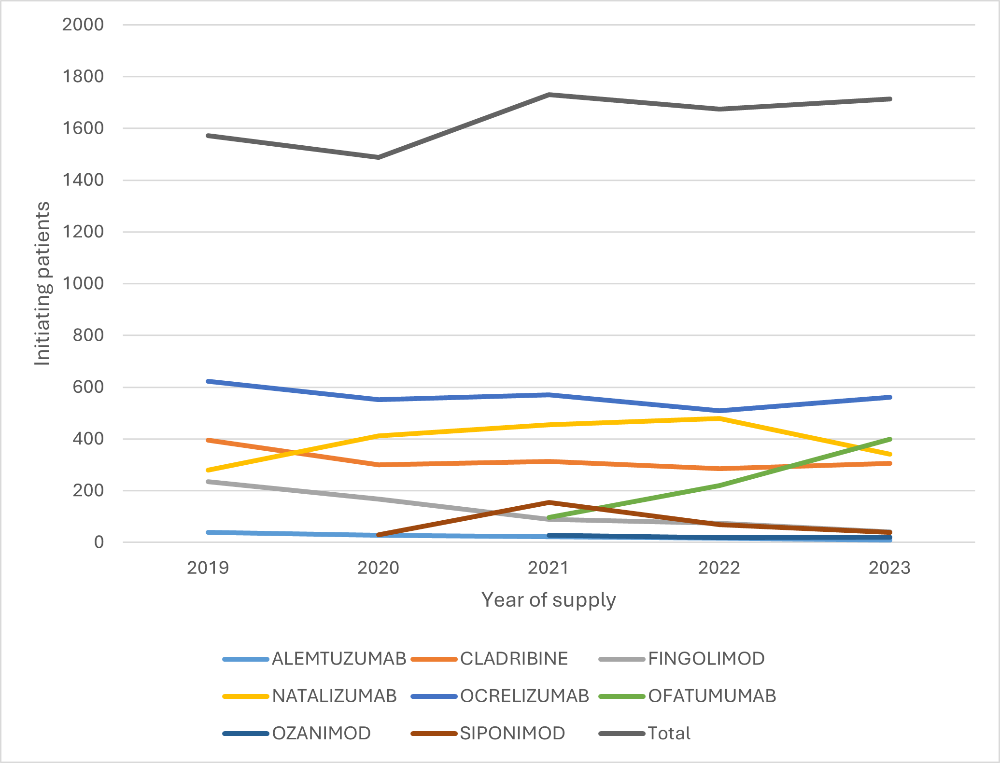 2000
1800
1600
1400
1200
1000
800
600
400
200
0
Initiating patients
2019 2020 2021 2022 2023
Year of supply
ALEMTUZUMAB CLADRIBINE FINGOLIMOD
NATALIZUMAB OCRELIZUMAB OFATUMUMAB
OZANIMOD SIPONIMOD Total